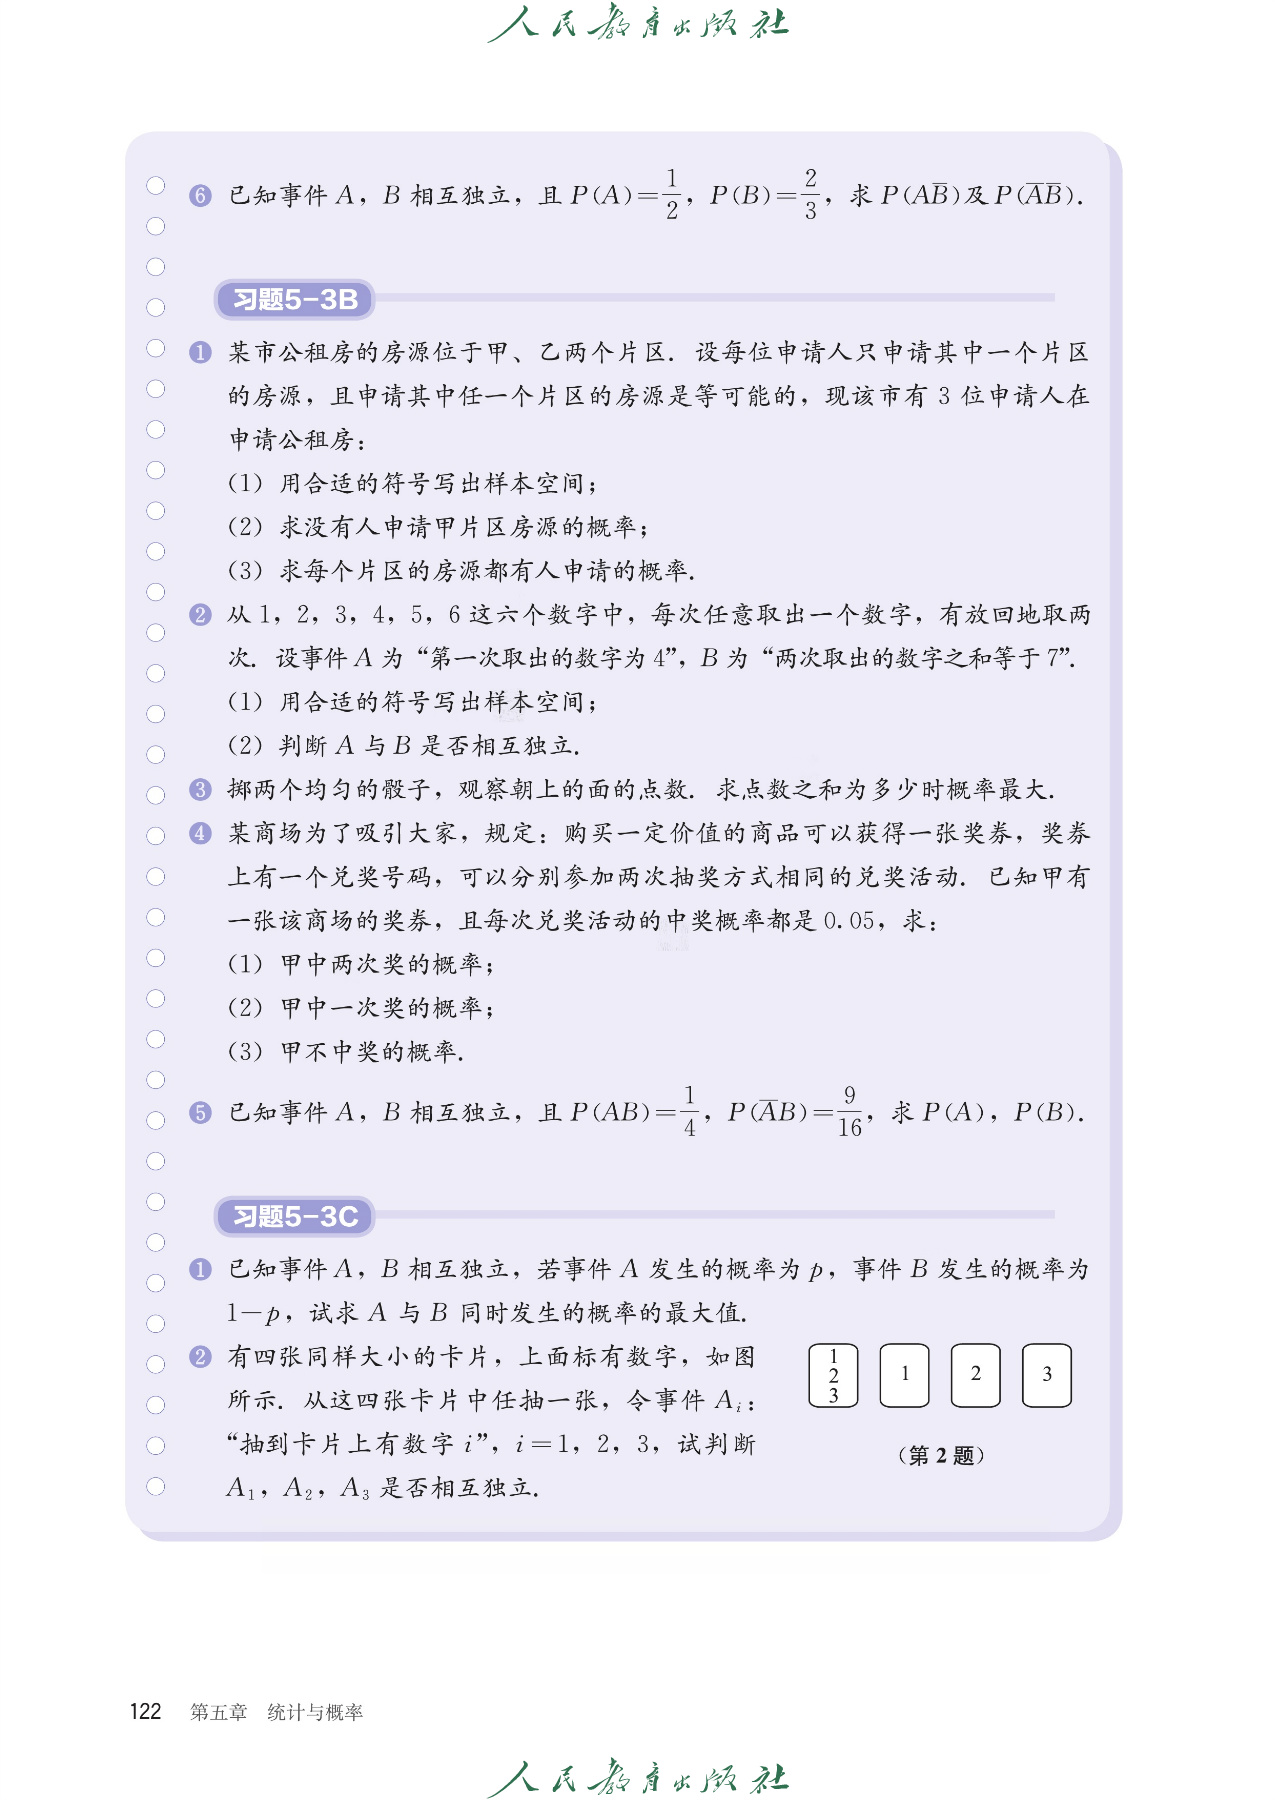 人民教育出版社
6 已知事件 A，B 相互独立，且 P(A)=1/2，P(B)=2/3，求 P(AB̅)及 P(A̅B̅).
习题5-3B
1 某市公租房的房源位于甲、乙两个片区. 设每位申请人只申请其中一个片区
的房源，且申请其中任一个片区的房源是等可能的，现该市有 3 位申请人在
申请公租房：
(1) 用合适的符号写出样本空间；
(2) 求没有人申请甲片区房源的概率；
(3) 求每个片区的房源都有人申请的概率.
2 从 1，2，3，4，5，6 这六个数字中，每次任意取出一个数字，有放回地取两
次. 设事件 A 为“第一次取出的数字为 4”，B 为“两次取出的数字之和等于 7”.
(1) 用合适的符号写出样本空间；
(2) 判断 A 与 B 是否相互独立.
3 掷两个均匀的骰子，观察朝上的面的点数. 求点数之和为多少时概率最大.
4 某商场为了吸引大家，规定：购买一定价值的商品可以获得一张奖券，奖券
上有一个兑奖号码，可以分别参加两次抽奖方式相同的兑奖活动. 已知甲有
一张该商场的奖券，且每次兑奖活动的中奖概率都是 0.05，求：
(1) 甲中两次奖的概率；
(2) 甲中一次奖的概率；
(3) 甲不中奖的概率.
5 已知事件 A，B 相互独立，且 P(AB)=1/4，P(A̅B)=9/16，求 P(A)，P(B).
习题5-3C
1 已知事件 A，B 相互独立，若事件 A 发生的概率为 p，事件 B 发生的概率为
1-p，试求 A 与 B 同时发生的概率的最大值.
2 有四张同样大小的卡片，上面标有数字，如图
所示. 从这四张卡片中任抽一张，令事件 Aᵢ：
“抽到卡片上有数字 i”，i=1，2，3，试判断
A₁，A₂，A₃ 是否相互独立.
1
2
3
1
2
3
(第 2 题)
122 第五章 统计与概率
人民教育出版社